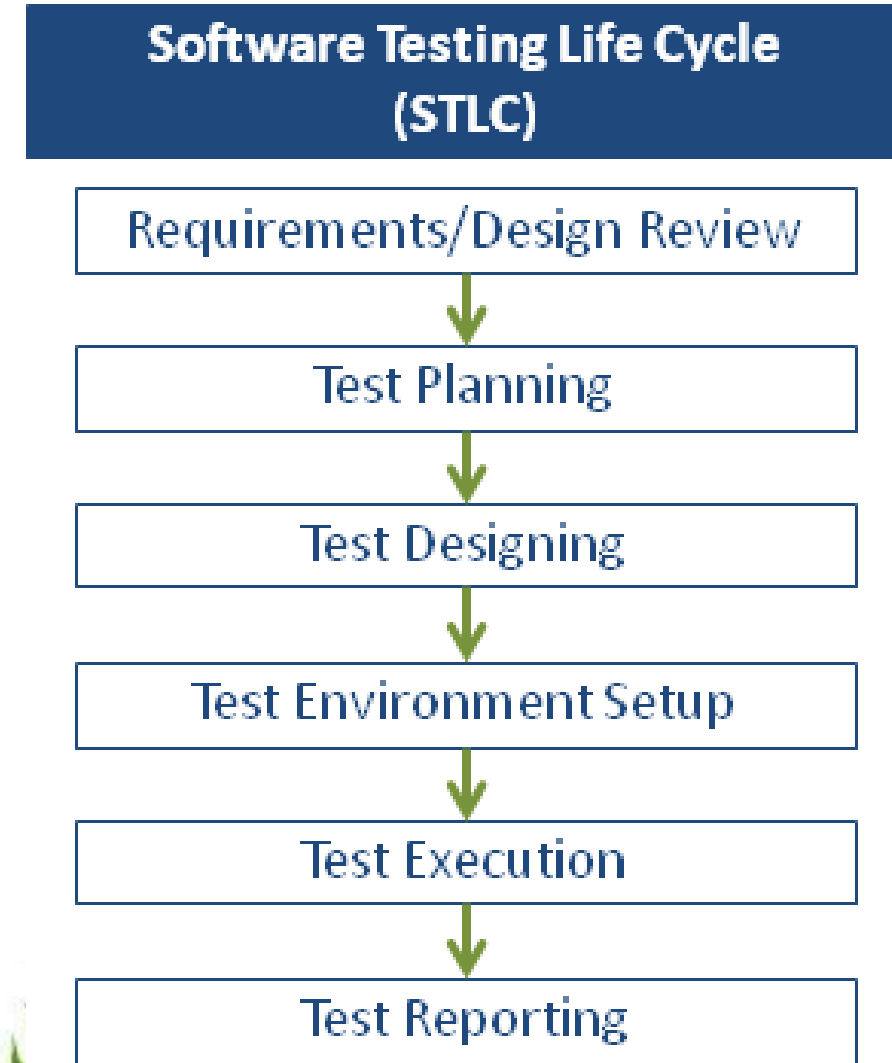 Software Testing Life Cycle
(STLC)
Requirements/Design Review
Test Planning
Test Designing
Test Environment Setup
Test Execution
Test Reporting